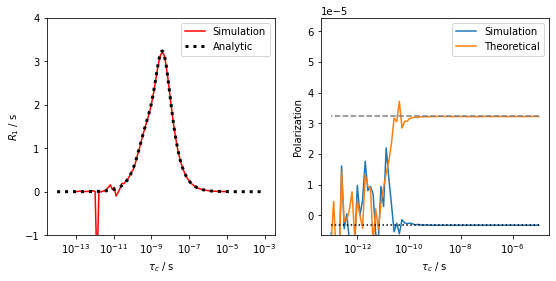 4
3
2
1
0
−1
R₁ / s
10⁻¹³
10⁻¹¹
10⁻⁹
10⁻⁷
10⁻⁵
10⁻³
τ_c / s
Simulation
Analytic
1e−5
6
5
4
3
2
1
0
Polarization
10⁻¹²
10⁻¹⁰
10⁻⁸
10⁻⁶
τ_c / s
Simulation
Theoretical